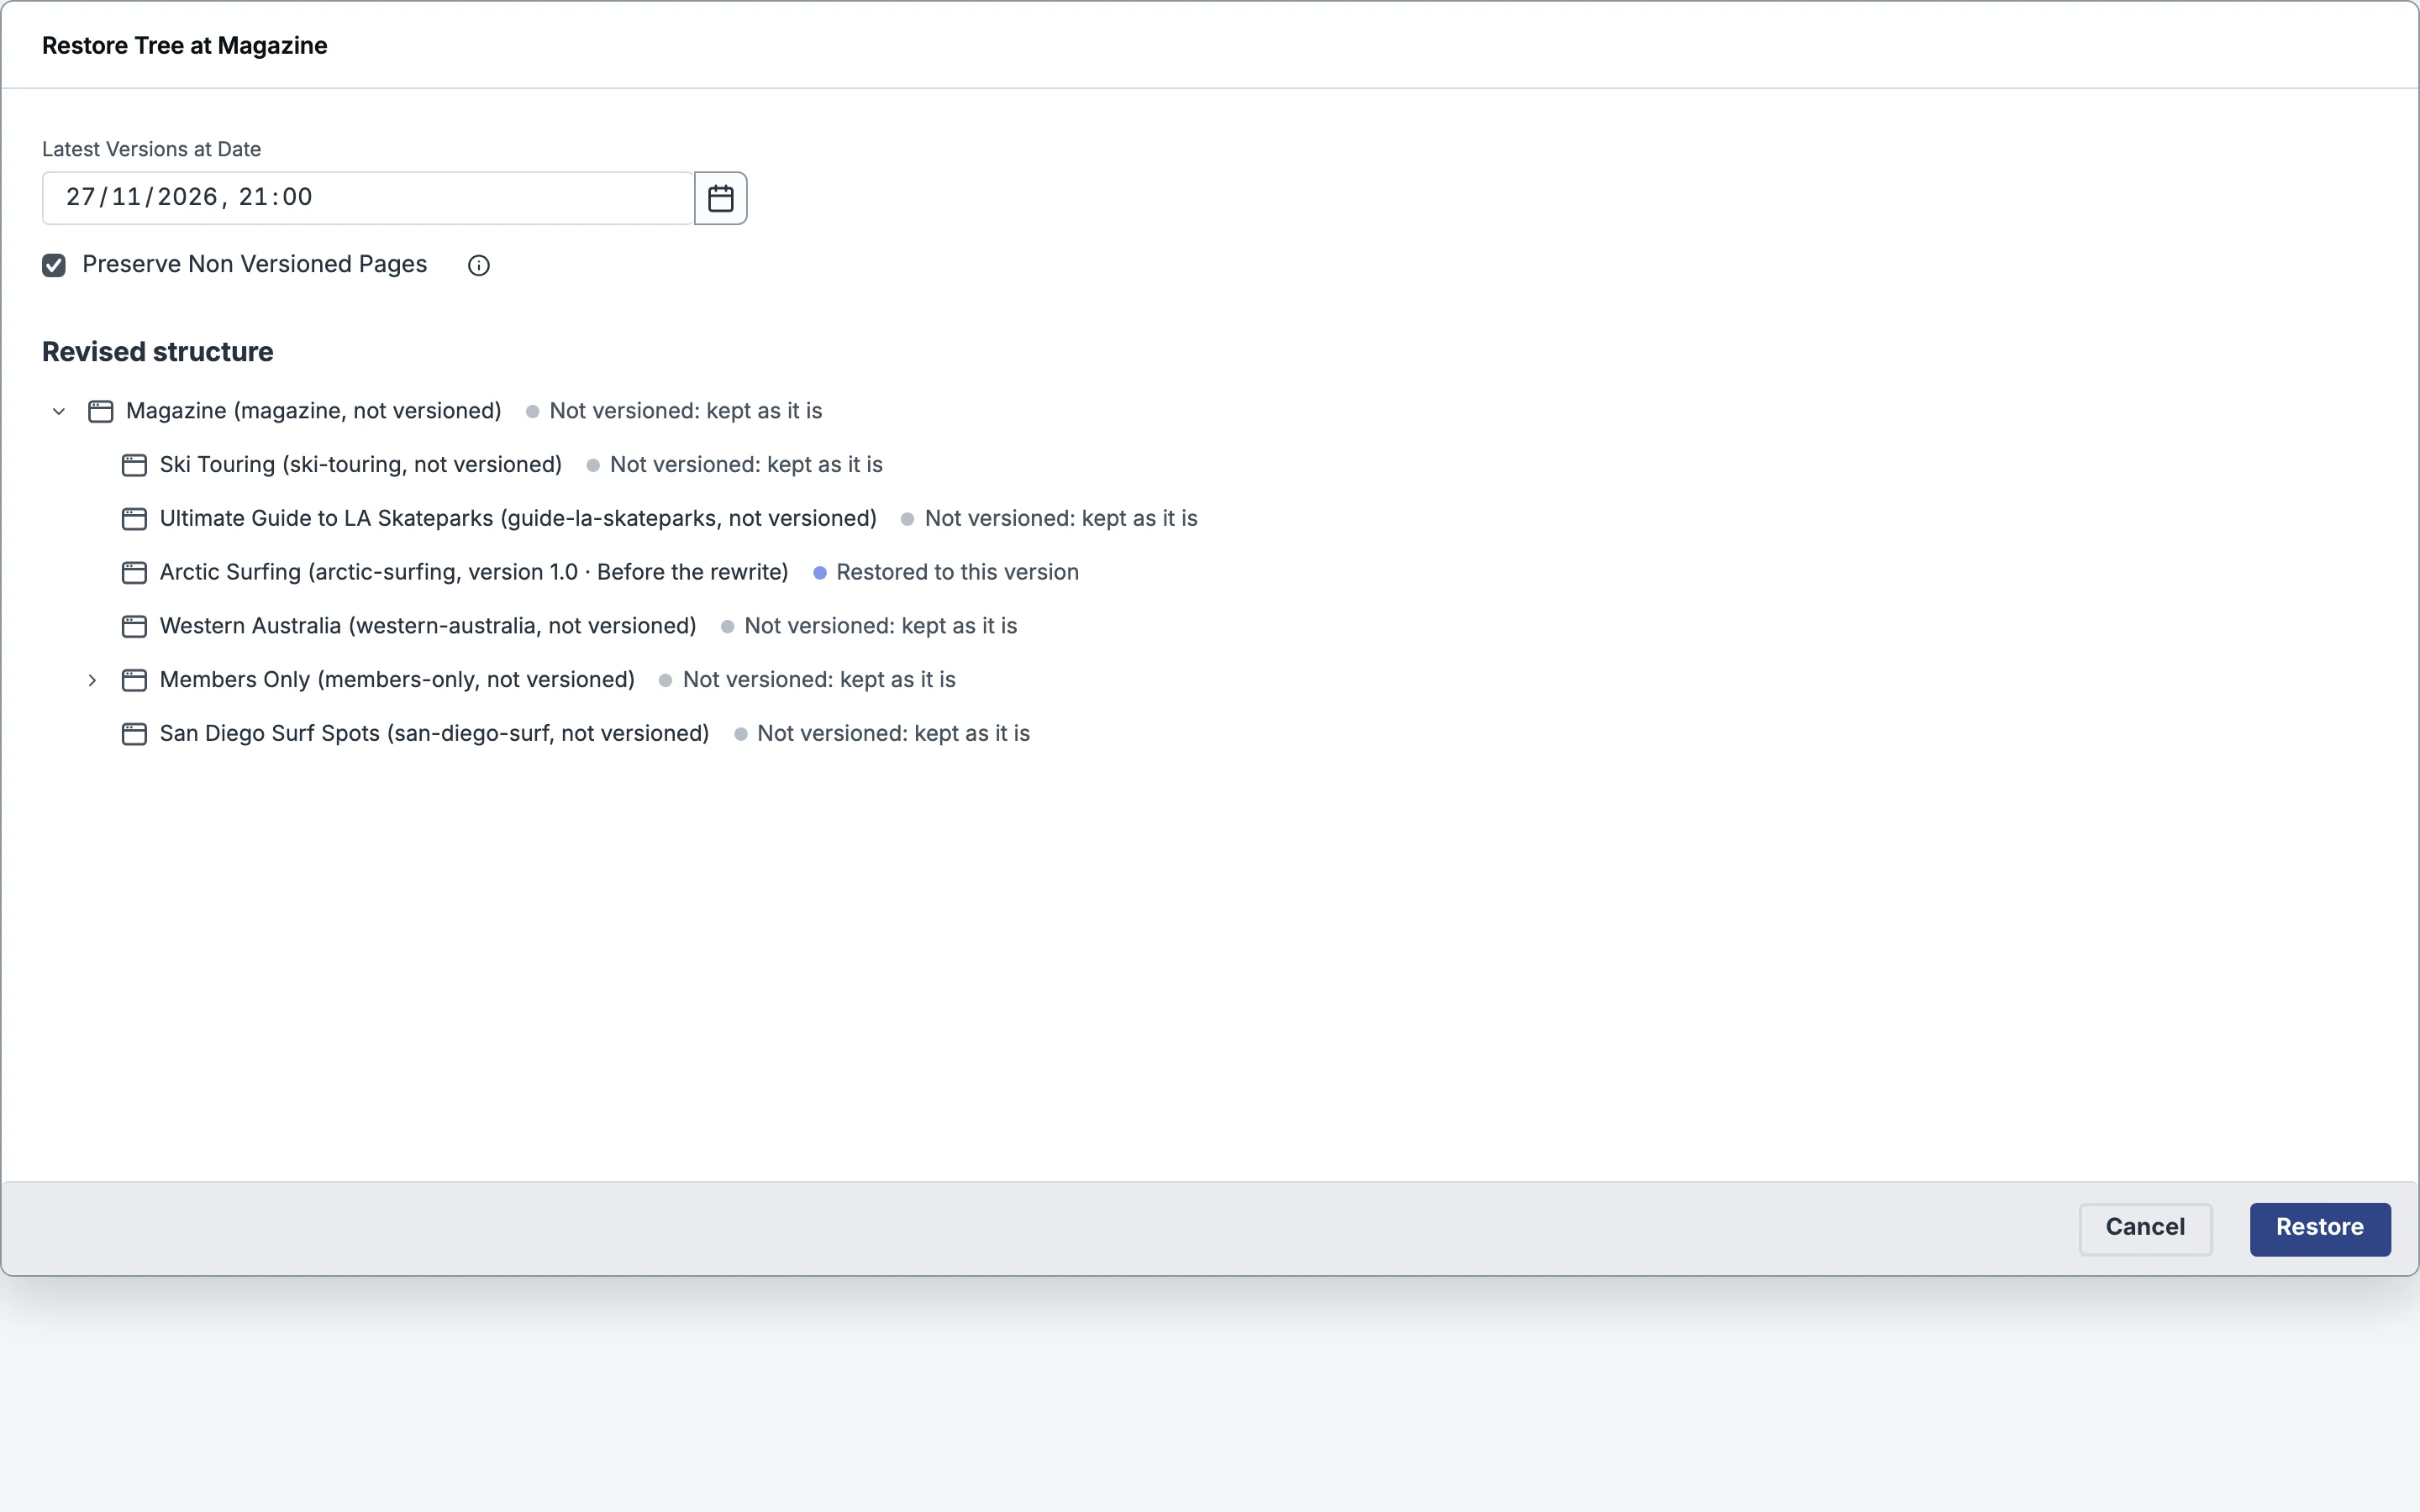 Restore Tree at Magazine
Latest Versions at Date
27/11/2026, 21:00
Preserve Non Versioned Pages
Revised structure
Magazine (magazine, not versioned) Not versioned: kept as it is
Ski Touring (ski-touring, not versioned) Not versioned: kept as it is
Ultimate Guide to LA Skateparks (guide-la-skateparks, not versioned) Not versioned: kept as it is
Arctic Surfing (arctic-surfing, version 1.0 · Before the rewrite) Restored to this version
Western Australia (western-australia, not versioned) Not versioned: kept as it is
Members Only (members-only, not versioned) Not versioned: kept as it is
San Diego Surf Spots (san-diego-surf, not versioned) Not versioned: kept as it is
Cancel Restore